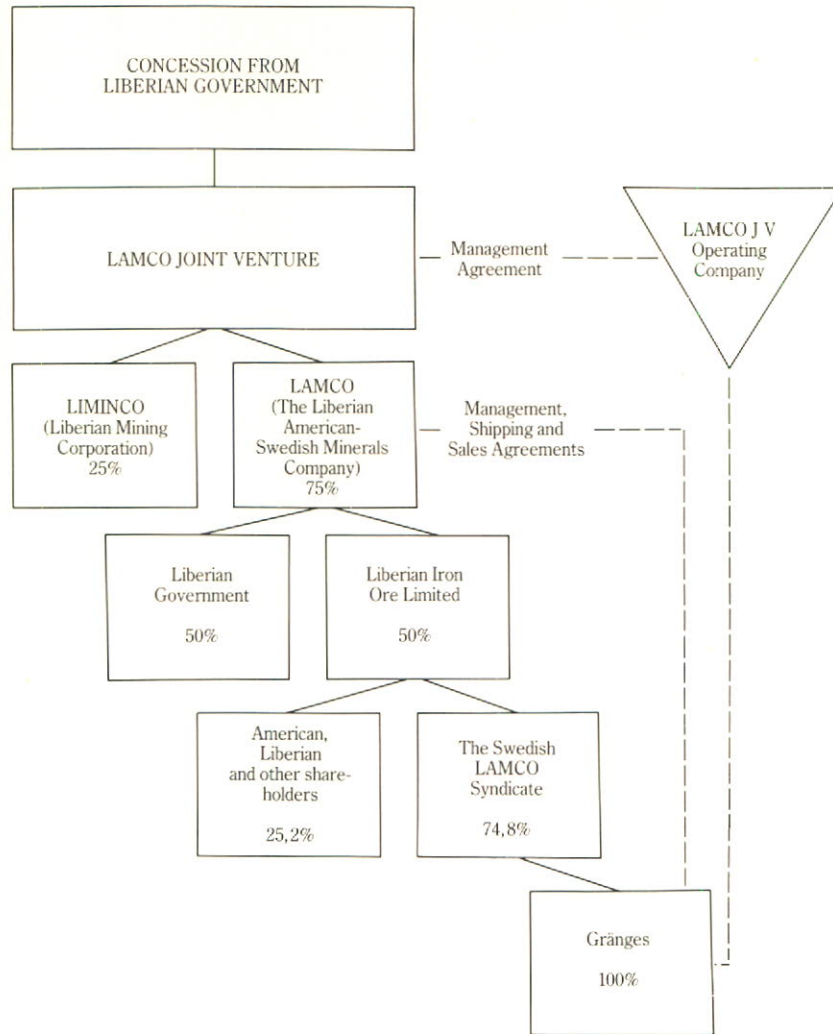 CONCESSION FROM
LIBERIAN GOVERNMENT
LAMCO JOINT VENTURE
Management
Agreement
LAMCO J V
Operating
Company
LIMINCO
(Liberian Mining
Corporation)
25%
LAMCO
(The Liberian
American-
Swedish Minerals
Company)
75%
Management,
Shipping and
Sales Agreements
Liberian
Government
50%
Liberian Iron
Ore Limited
50%
American,
Liberian
and other share-
holders
25,2%
The Swedish
LAMCO
Syndicate
74,8%
Gränges
100%